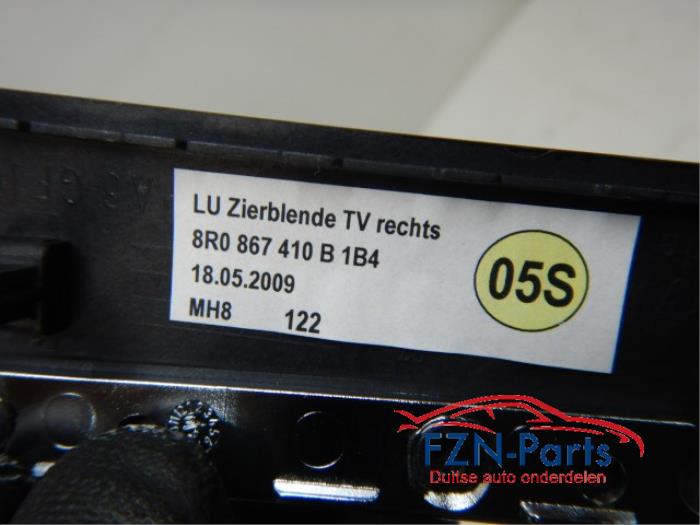 LU Zierblende TV rechts
8R0 867 410 B 1B4
18.05.2009
MH8 122
05S
FZN-Parts
Duitse auto onderdelen